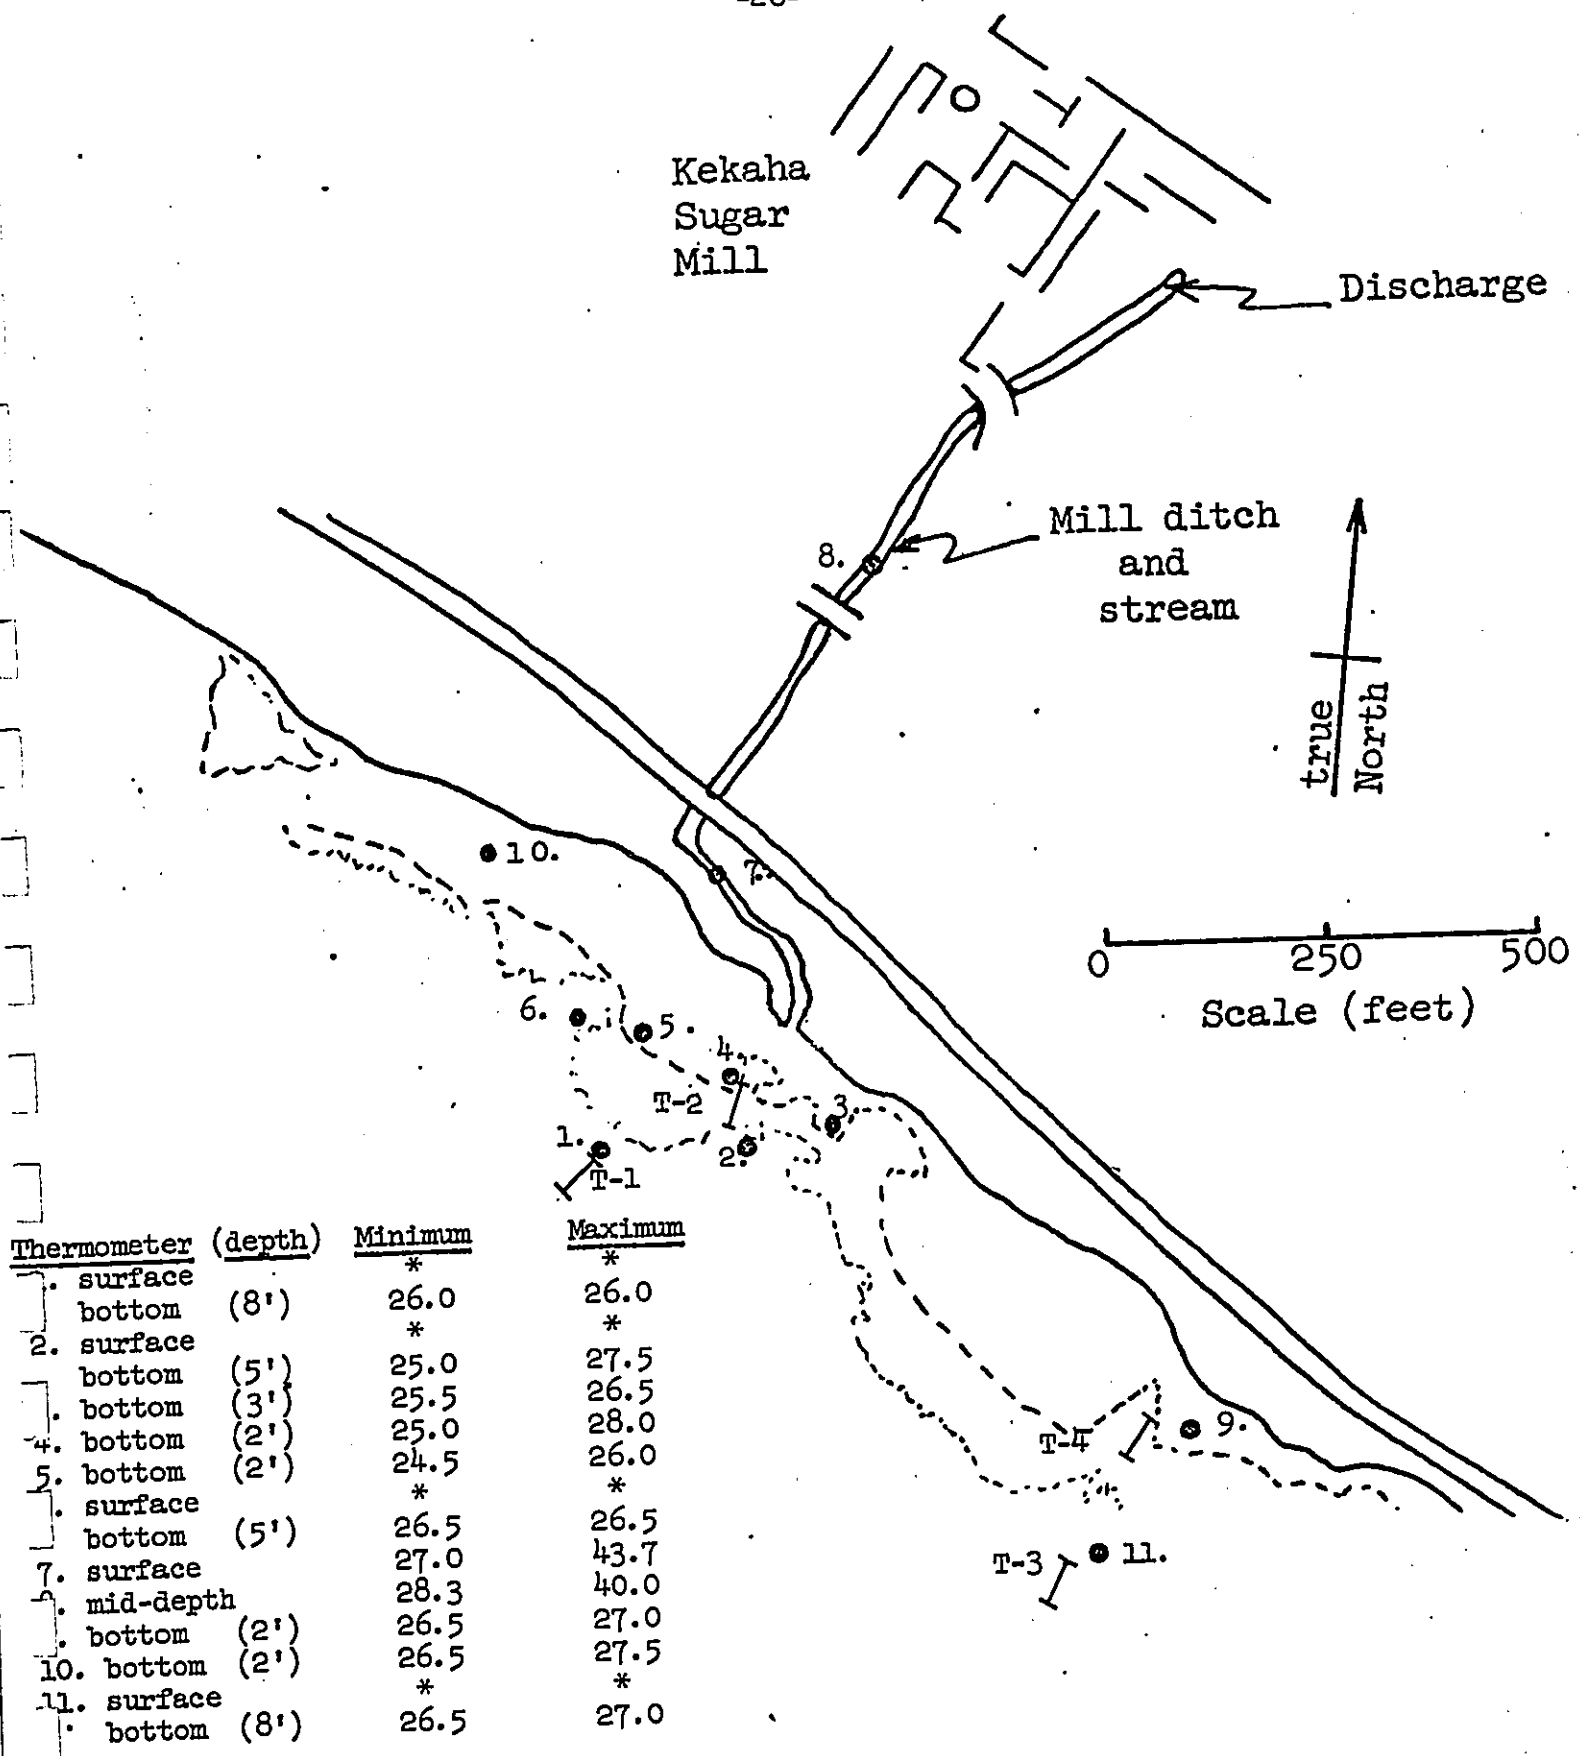 Kekaha
Sugar
Mill
Discharge
Mill ditch
and
stream
8.
true
North
10.
7.
0 250 500
Scale (feet)
6.
5.
4.
T-2
3.
1.
2.
T-1
9.
T-4
T-3
11.
Thermometer (depth) Minimum Maximum
. surface * *
bottom (8') 26.0 26.0
2. surface * *
bottom (5') 25.0 27.5
. bottom (3') 25.5 26.5
4. bottom (2') 25.0 28.0
5. bottom (2') 24.5 26.0
. surface * *
bottom (5') 26.5 26.5
7. surface 27.0 43.7
. mid-depth 28.3 40.0
. bottom (2') 26.5 27.0
10. bottom (2') 26.5 27.5
11. surface * *
bottom (8') 26.5 27.0